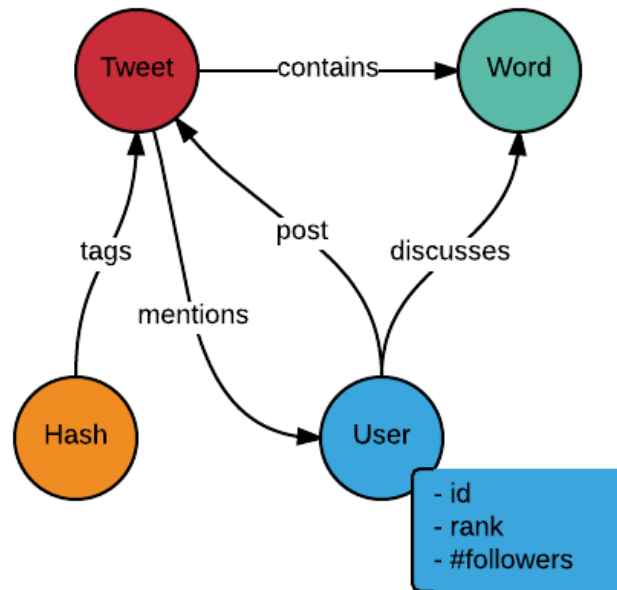 Tweet
contains
Word
tags
post
discusses
mentions
Hash
User
- id
- rank
- #followers